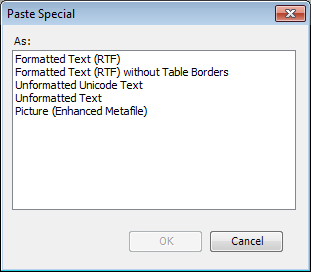 Paste Special
As:
Formatted Text (RTF)
Formatted Text (RTF) without Table Borders
Unformatted Unicode Text
Unformatted Text
Picture (Enhanced Metafile)
OK
Cancel